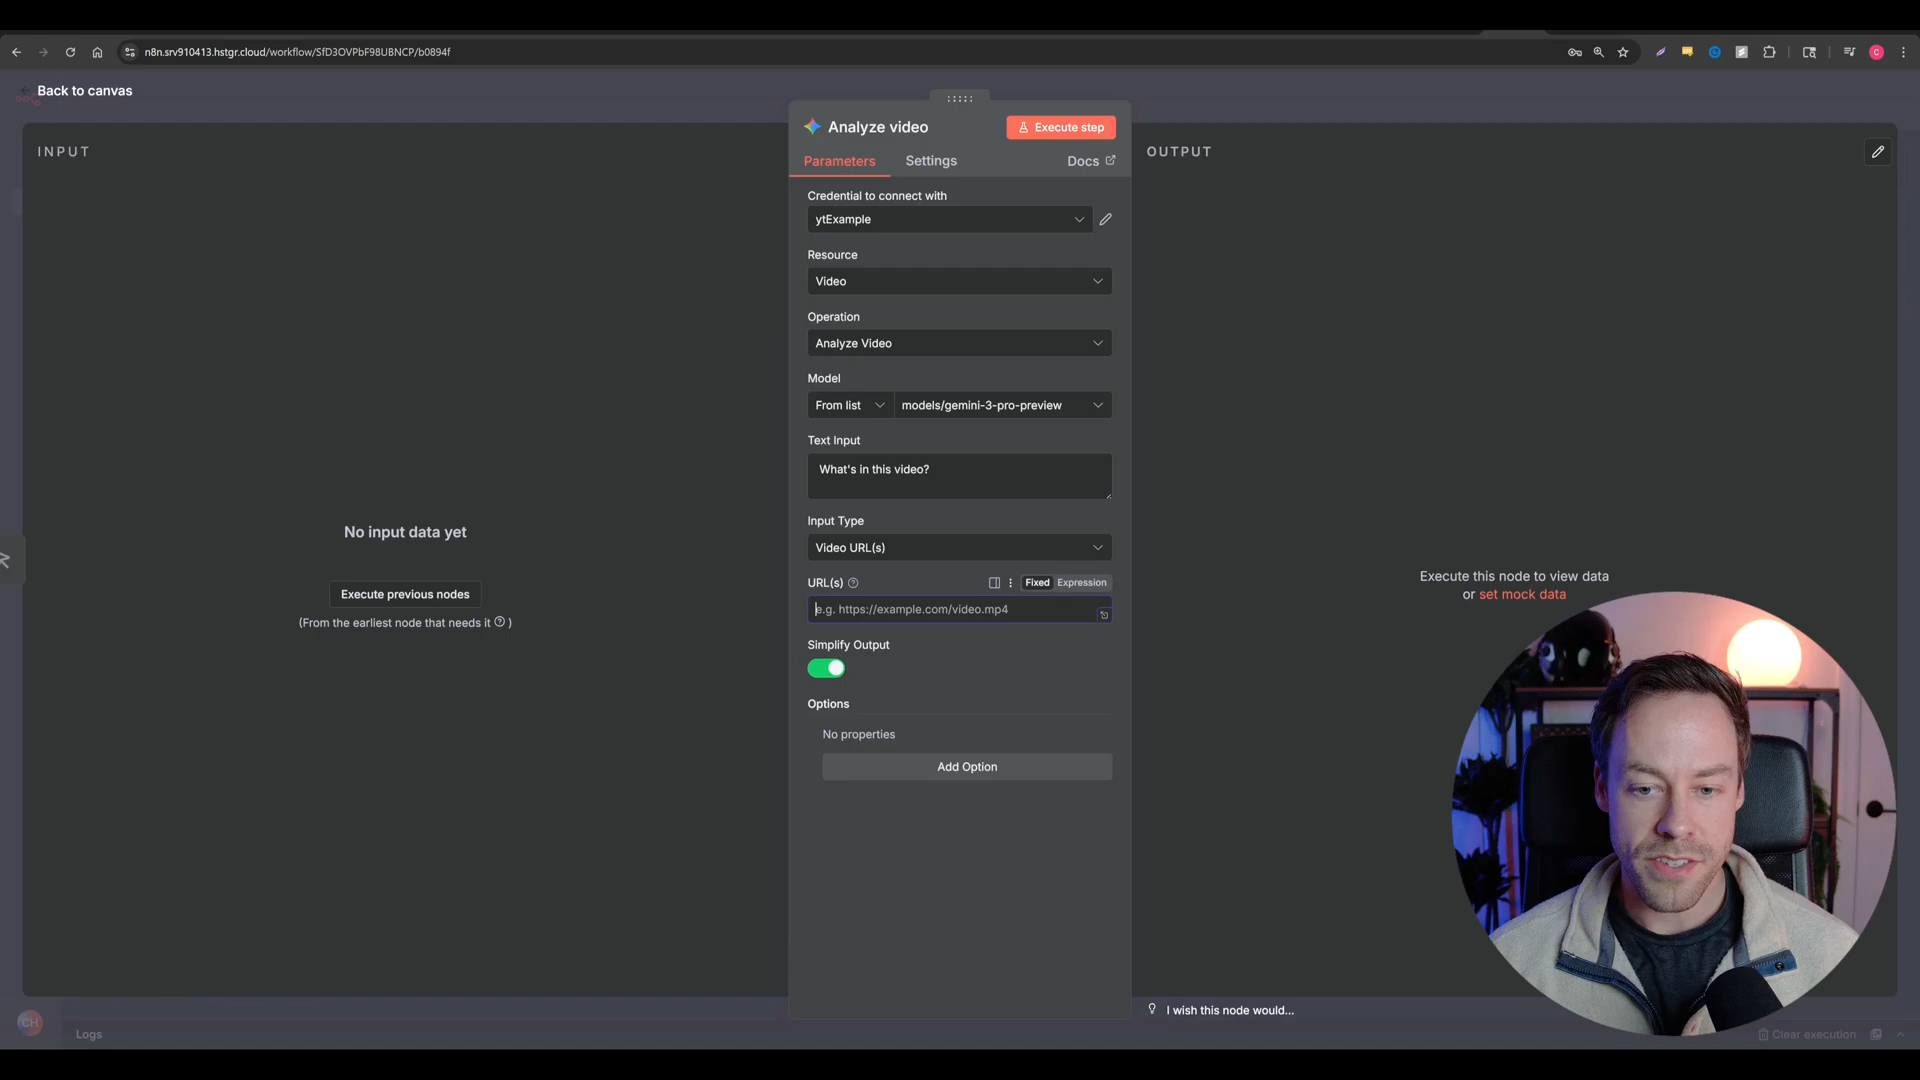 n8n.srv910413.hstgr.cloud/workflow/SfD3OVPbF98UBNCP/b0894f
C
Back to canvas
INPUT
No input data yet
Execute previous nodes
(From the earliest node that needs it )
Analyze video
Execute step
Parameters
Settings
Docs
Credential to connect with
ytExample
Resource
Video
Operation
Analyze Video
Model
From list
models/gemini-3-pro-preview
Text Input
What's in this video?
Input Type
Video URL(s)
URL(s)
Fixed
Expression
e.g. https://example.com/video.mp4
Simplify Output
Options
No properties
Add Option
OUTPUT
Execute this node to view data
or set mock data
I wish this node would...
CH
Logs
Clear execution